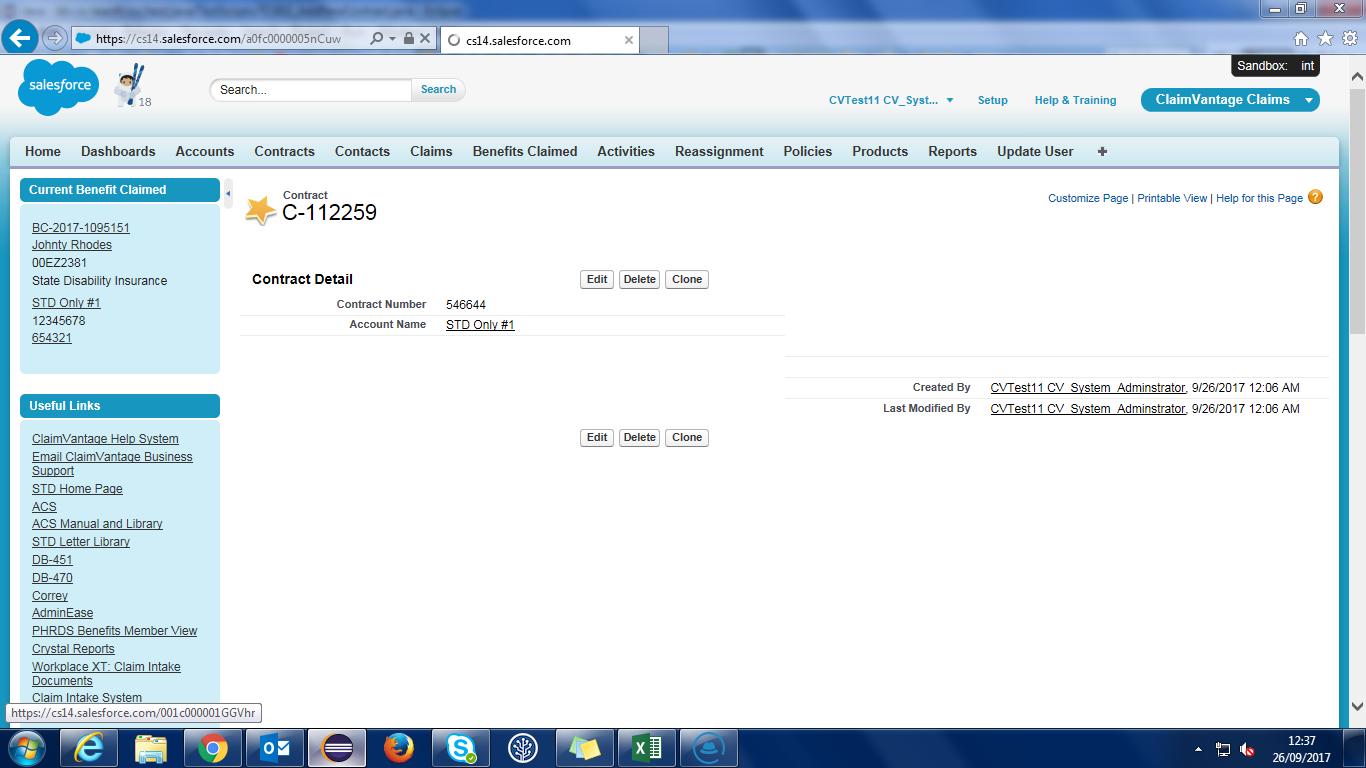 https://cs14.salesforce.com/a0fc0000005nCuw
cs14.salesforce.com
Sandbox: int
salesforce
18
Search...
Search
CVTest11 CV_Syst...
Setup
Help & Training
ClaimVantage Claims
Home Dashboards Accounts Contracts Contacts Claims Benefits Claimed Activities Reassignment Policies Products Reports Update User +
Current Benefit Claimed
BC-2017-1095151
Johnty Rhodes
00EZ2381
State Disability Insurance
STD Only #1
12345678
654321
Useful Links
ClaimVantage Help System
Email ClaimVantage Business
Support
STD Home Page
ACS
ACS Manual and Library
STD Letter Library
DB-451
DB-470
Correy
AdminEase
PHRDS Benefits Member View
Crystal Reports
Workplace XT: Claim Intake
Documents
Claim Intake System
Contract
C-112259
Customize Page | Printable View | Help for this Page ?
Contract Detail
Edit Delete Clone
Contract Number 546644
Account Name STD Only #1
Created By CVTest11 CV_System_Adminstrator, 9/26/2017 12:06 AM
Last Modified By CVTest11 CV_System_Adminstrator, 9/26/2017 12:06 AM
Edit Delete Clone
https://cs14.salesforce.com/001c000001GGVhr
12:37
26/09/2017